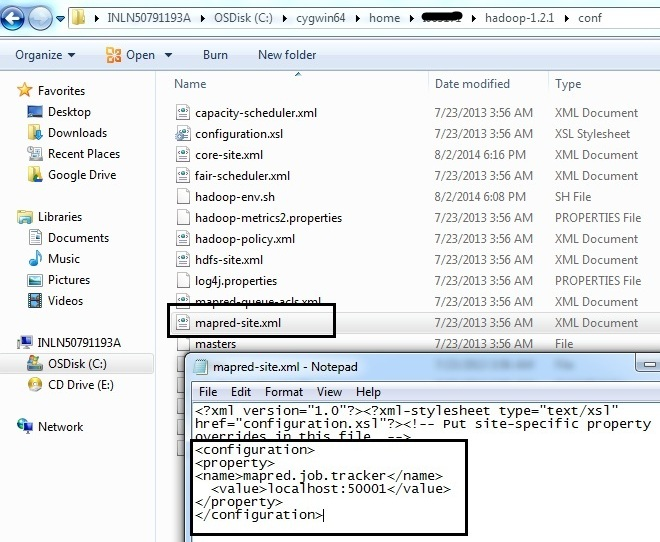 INLN50791193A ▸ OSDisk (C:) ▸ cygwin64 ▸ home ▸ ▸ hadoop-1.2.1 ▸ conf
Organize Open Burn New folder
Favorites
Desktop
Downloads
Recent Places
Google Drive
Libraries
Documents
Music
Pictures
Videos
INLN50791193A
OSDisk (C:)
CD Drive (E:)
Network
Name Date modified Type
capacity-scheduler.xml 7/23/2013 3:56 AM XML Document
configuration.xsl 7/23/2013 3:56 AM XSL Stylesheet
core-site.xml 8/2/2014 6:16 PM XML Document
fair-scheduler.xml 7/23/2013 3:56 AM XML Document
hadoop-env.sh 8/2/2014 6:08 PM SH File
hadoop-metrics2.properties 7/23/2013 3:56 AM PROPERTIES File
hadoop-policy.xml 7/23/2013 3:56 AM XML Document
hdfs-site.xml 7/23/2013 3:56 AM XML Document
log4j.properties 7/23/2013 3:56 AM PROPERTIES File
mapred-queue-acls.xml 7/23/2013 3:56 AM XML Document
mapred-site.xml 7/23/2013 3:56 AM XML Document
masters 7/23/2013 3:56 AM File
mapred-site.xml - Notepad
File Edit Format View Help
<?xml version="1.0"?><?xml-stylesheet type="text/xsl"
href="configuration.xsl"?><!-- Put site-specific property
overrides in this file. -->
<configuration>
<property>
<name>mapred.job.tracker</name>
<value>localhost:50001</value>
</property>
</configuration>